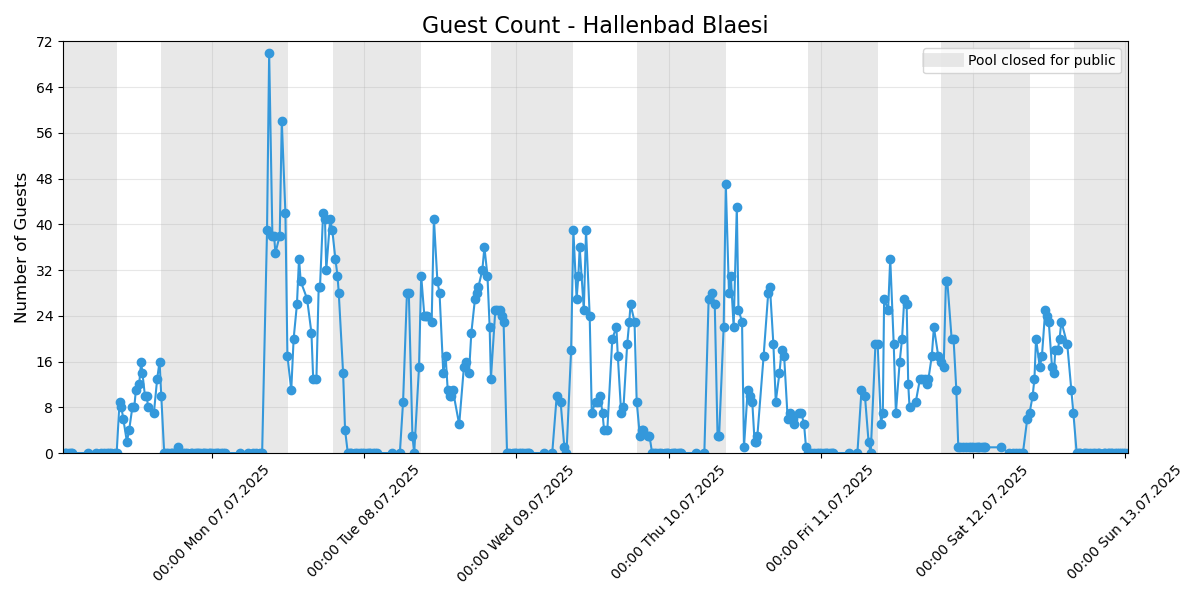 Guest Count - Hallenbad Blaesi
Pool closed for public
Number of Guests
72
64
56
48
40
32
24
16
8
0
00:00 Mon 07.07.2025
00:00 Tue 08.07.2025
00:00 Wed 09.07.2025
00:00 Thu 10.07.2025
00:00 Fri 11.07.2025
00:00 Sat 12.07.2025
00:00 Sun 13.07.2025